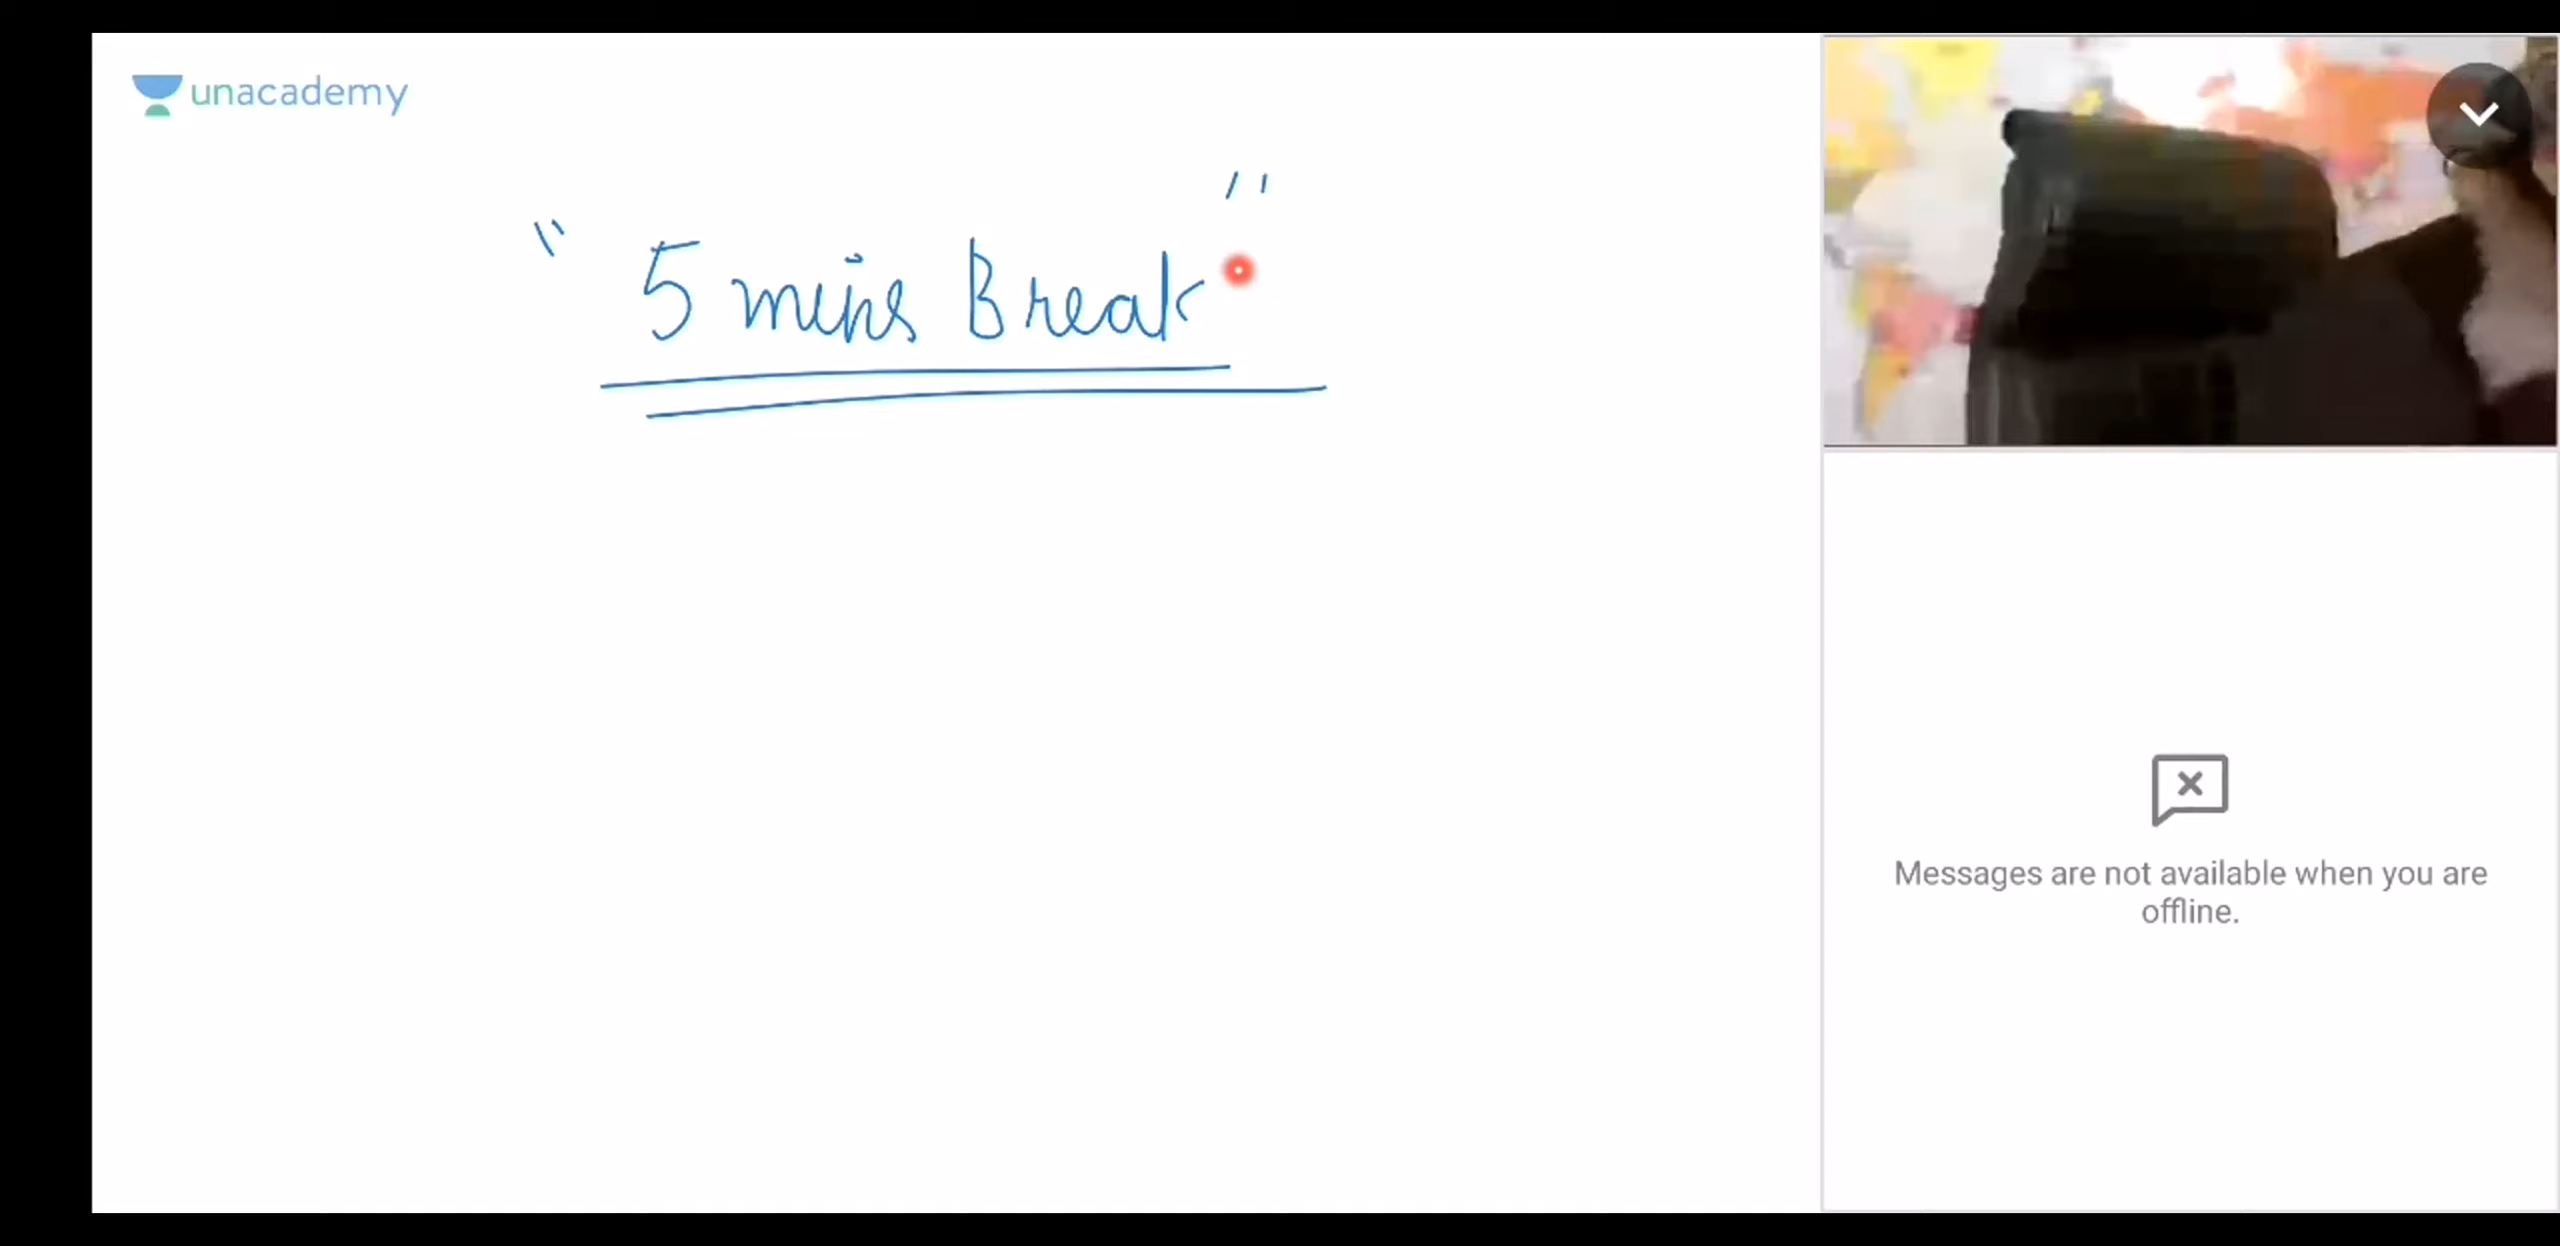 unacademy
" 5 mins Break "
Messages are not available when you are
offline.